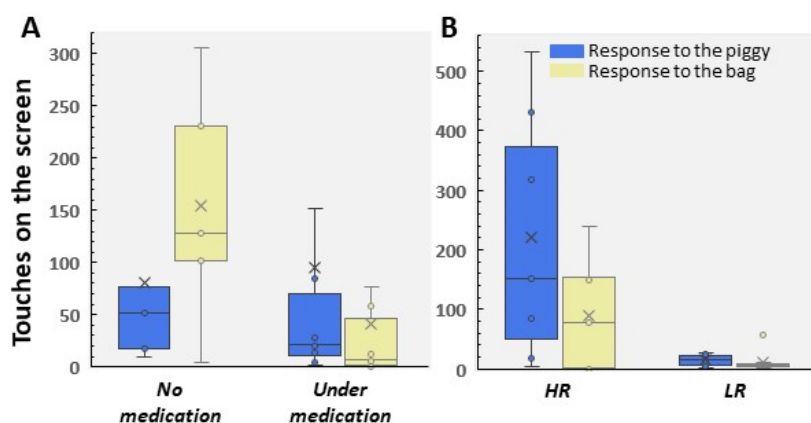 A
B
Touches on the screen
300
250
200
150
100
50
0
No
medication
Under
medication
500
400
300
200
100
0
HR
LR
Response to the piggy
Response to the bag